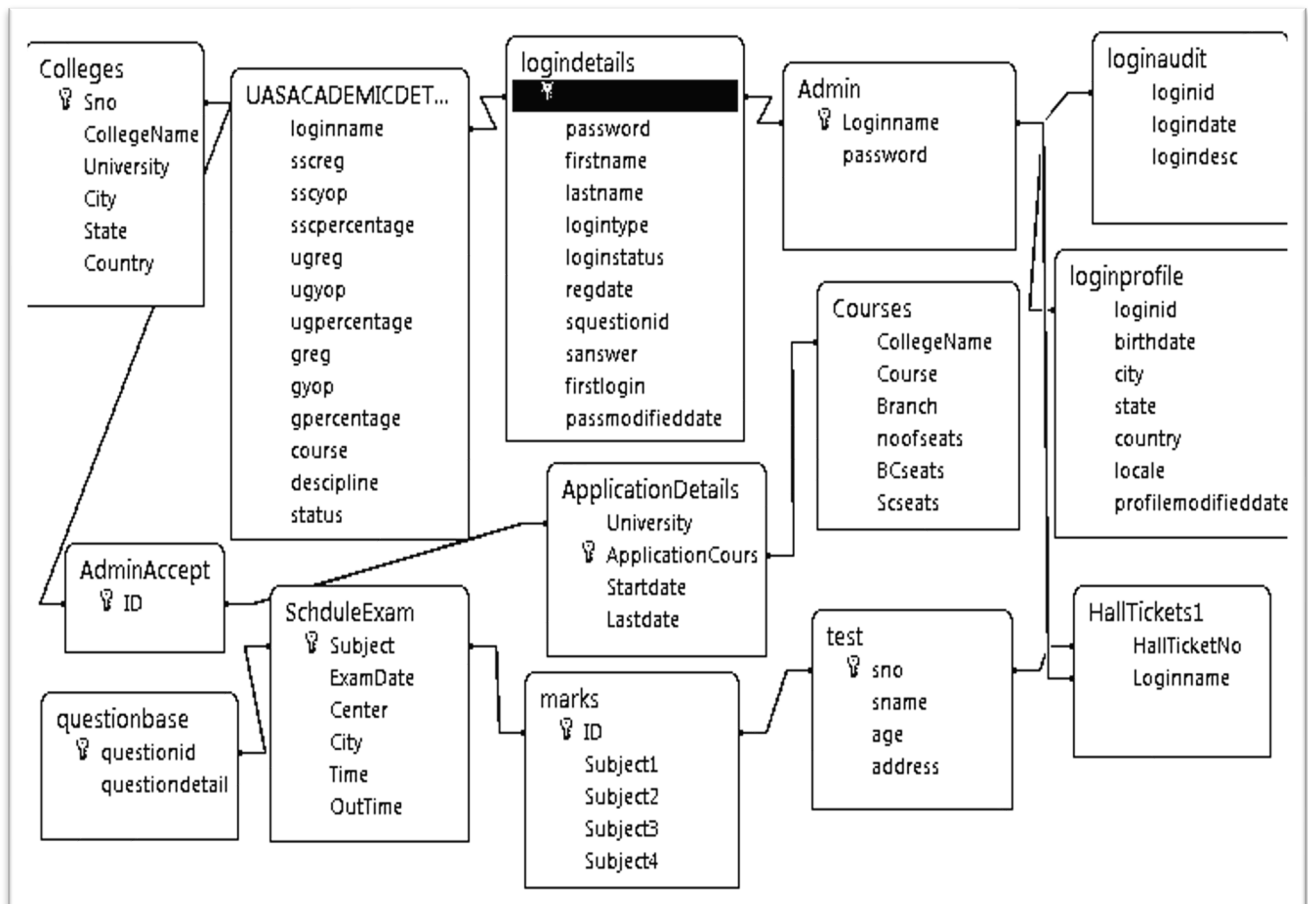 Colleges
Sno
CollegeName
University
City
State
Country
UASACADEMICDET...
loginname
sscreg
sscyop
sscpercentage
ugreg
ugyop
ugpercentage
greg
gyop
gpercentage
course
descipline
status
logindetails
password
firstname
lastname
logintype
loginstatus
regdate
squestionid
sanswer
firstlogin
passmodifieddate
Admin
Loginname
password
loginaudit
loginid
logindate
logindesc
Courses
CollegeName
Course
Branch
noofseats
BCseats
Scseats
loginprofile
loginid
birthdate
city
state
country
locale
profilemodifieddate
ApplicationDetails
University
ApplicationCours
Startdate
Lastdate
AdminAccept
ID
SchduleExam
Subject
ExamDate
Center
City
Time
OutTime
questionbase
questionid
questiondetail
marks
ID
Subject1
Subject2
Subject3
Subject4
test
sno
sname
age
address
HallTickets1
HallTicketNo
Loginname